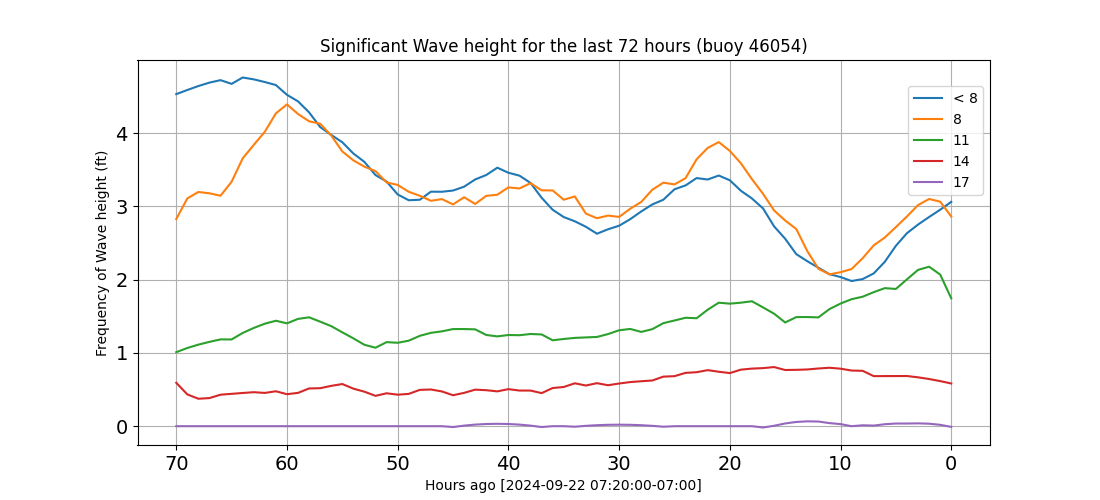 Significant Wave height for the last 72 hours (buoy 46054)
Frequency of Wave height (ft)
4
3
2
1
0
< 8
8
11
14
17
70 60 50 40 30 20 10 0
Hours ago [2024-09-22 07:20:00-07:00]